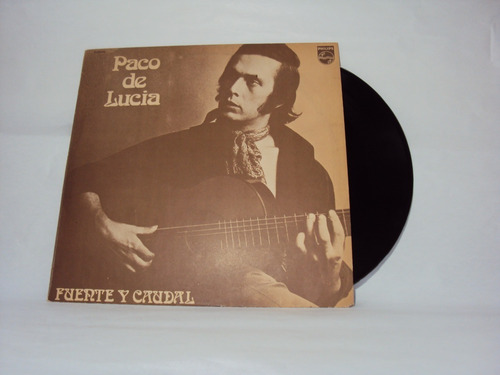 Paco
de
Lucia
PHILIPS
FUENTE Y CAUDAL